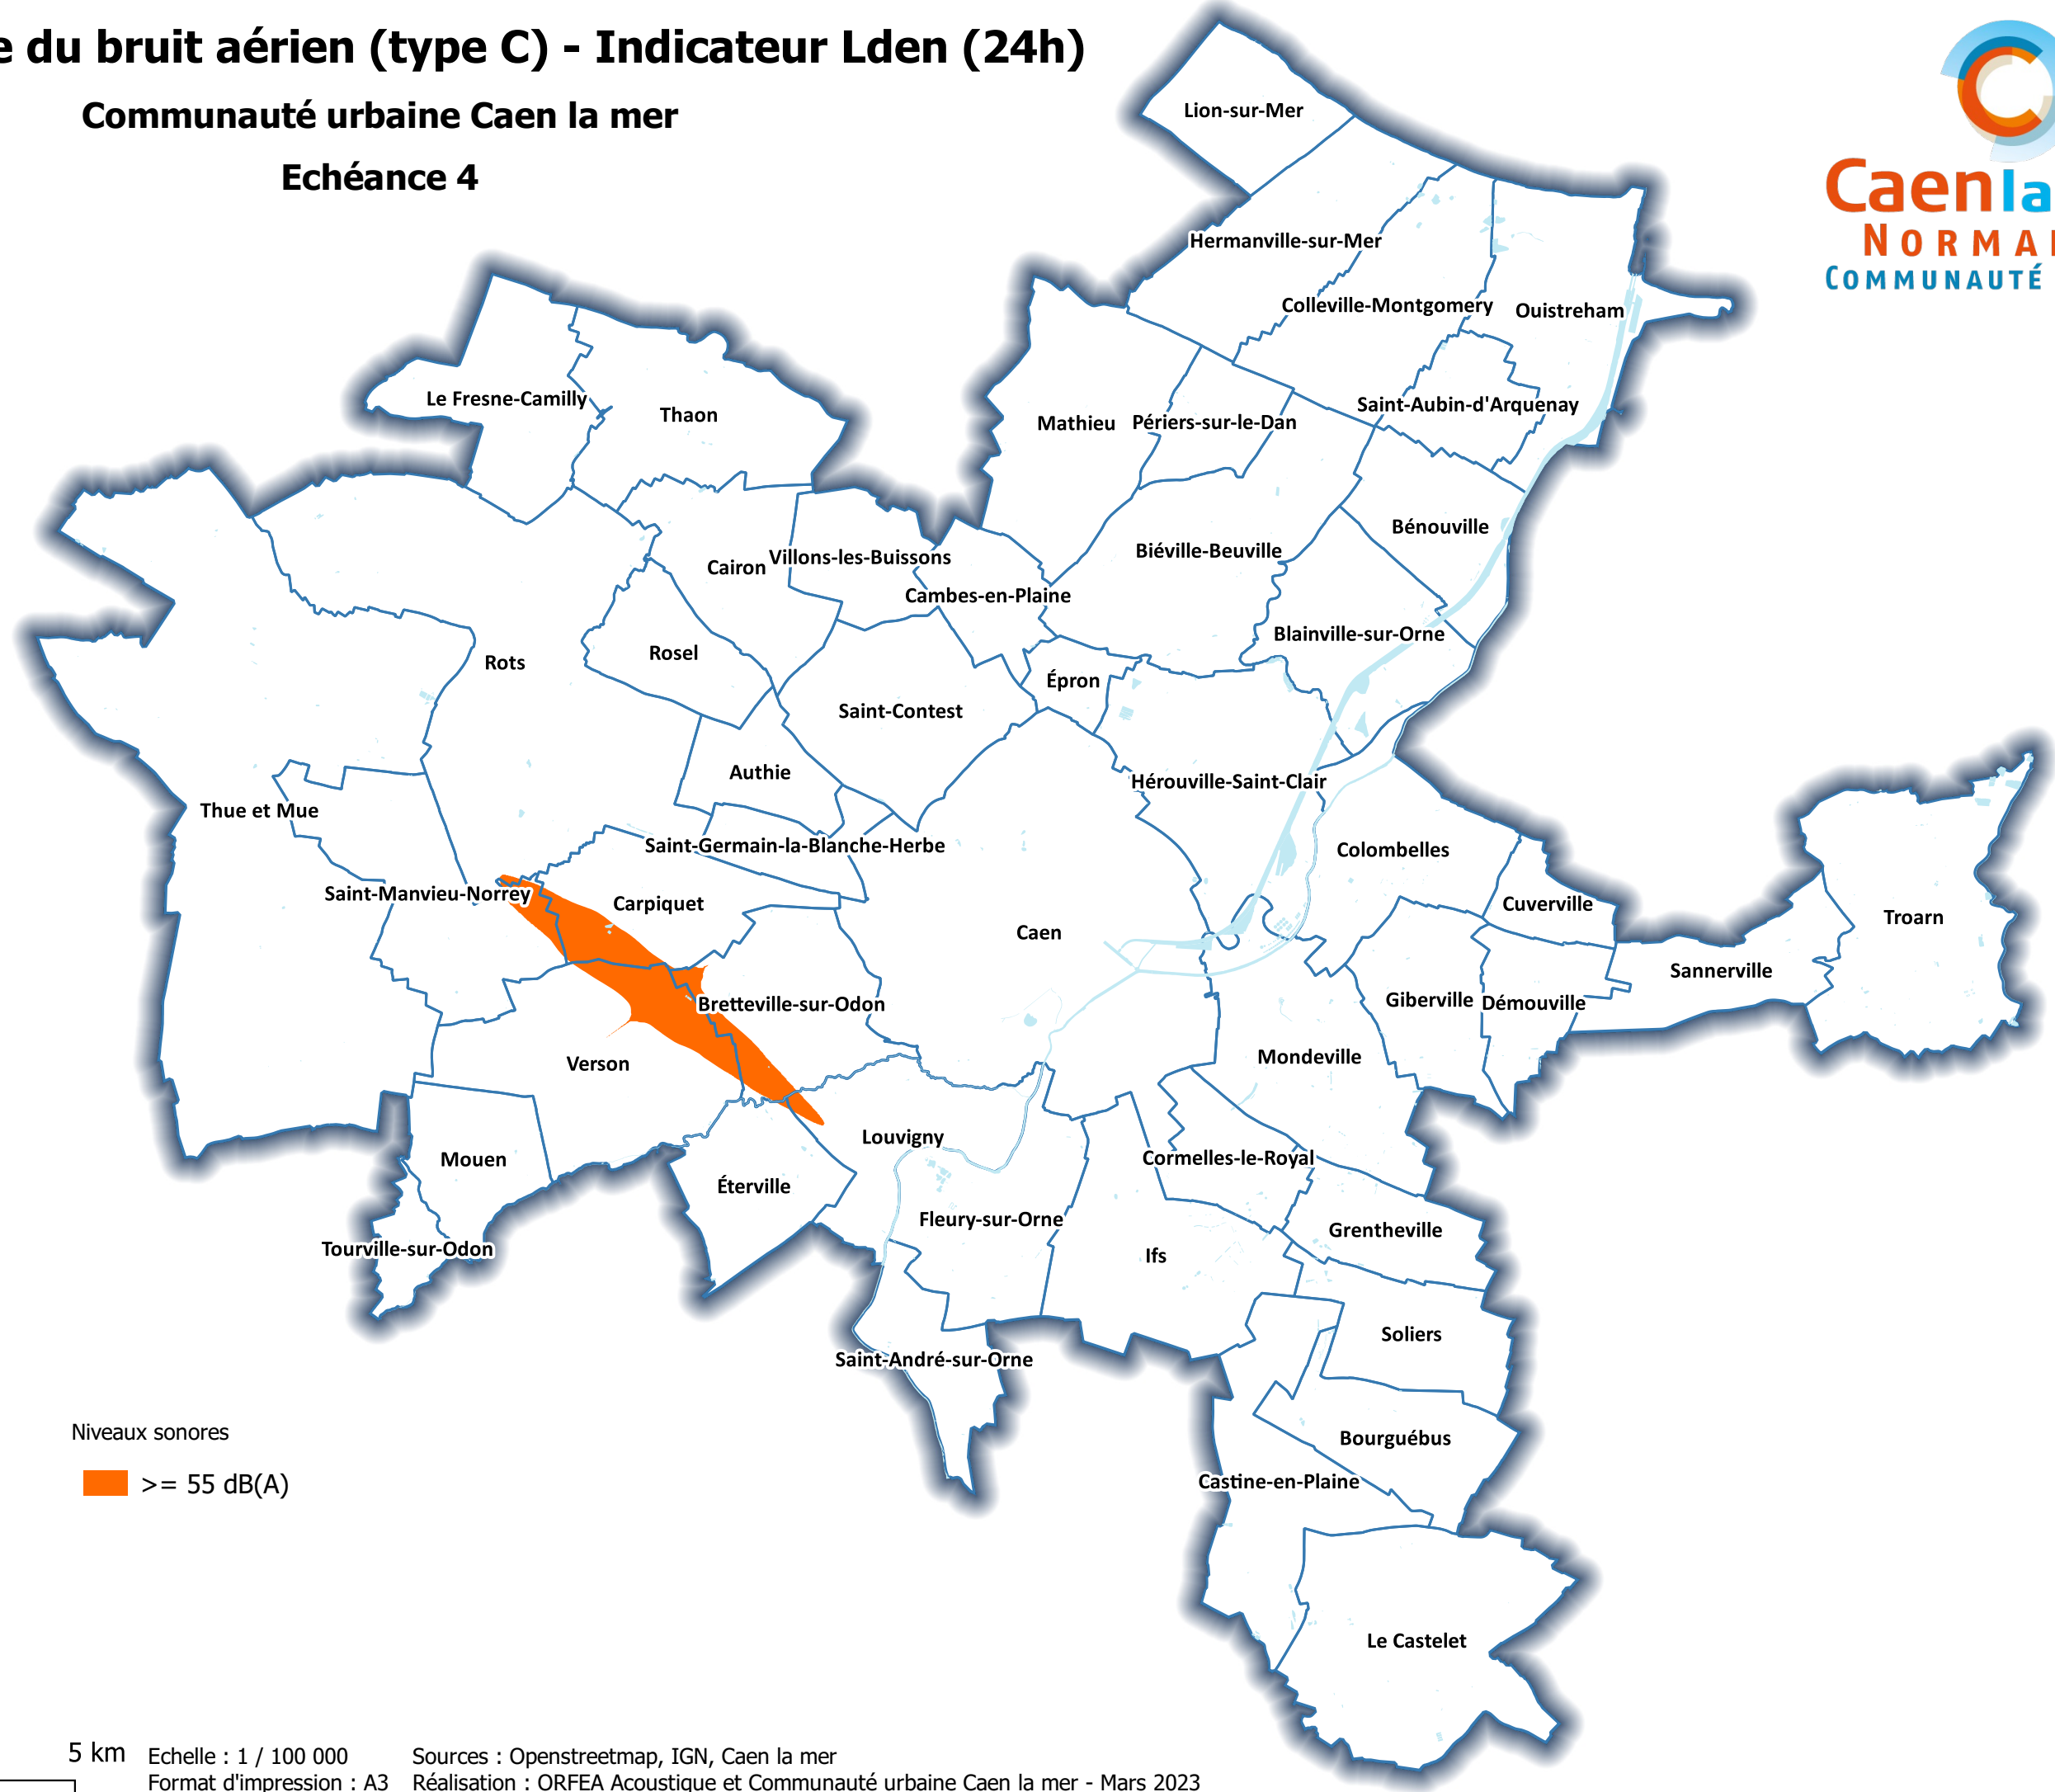 e du bruit aérien (type C) - Indicateur Lden (24h)
Communauté urbaine Caen la mer
Echéance 4
Caen la
NORMA
COMMUNAUTÉ
Lion-sur-Mer
Hermanville-sur-Mer
Colleville-Montgomery
Ouistreham
Le Fresne-Camilly
Thaon
Mathieu
Périers-sur-le-Dan
Saint-Aubin-d'Arquenay
Bénouville
Cairon
Villons-les-Buissons
Biéville-Beuville
Cambes-en-Plaine
Blainville-sur-Orne
Rots
Rosel
Épron
Saint-Contest
Authie
Hérouville-Saint-Clair
Thue et Mue
Saint-Germain-la-Blanche-Herbe
Colombelles
Saint-Manvieu-Norrey
Carpiquet
Cuverville
Caen
Troarn
Sannerville
Bretteville-sur-Odon
Giberville
Démouville
Verson
Mondeville
Louvigny
Mouen
Cormelles-le-Royal
Éterville
Fleury-sur-Orne
Grentheville
Tourville-sur-Odon
Ifs
Soliers
Saint-André-sur-Orne
Bourguébus
Castine-en-Plaine
Le Castelet
Niveaux sonores
>= 55 dB(A)
5 km
Echelle : 1 / 100 000
Format d'impression : A3
Sources : Openstreetmap, IGN, Caen la mer
Réalisation : ORFEA Acoustique et Communauté urbaine Caen la mer - Mars 2023